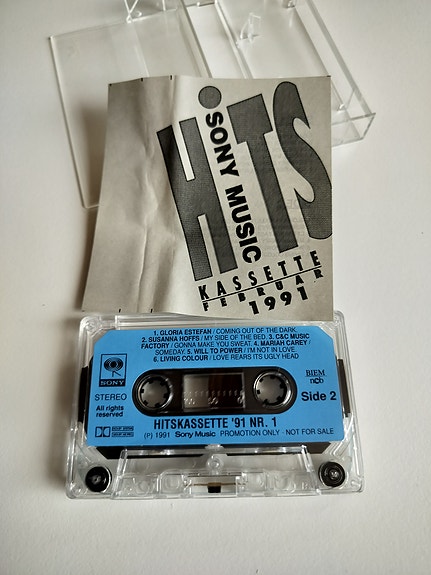 HiTS
SONY MUSIC
KASSETTE
FEBRUAR
1991
1. GLORIA ESTEFAN / COMING OUT OF THE DARK.
2. SUSANNA HOFFS / MY SIDE OF THE BED. 3. C&C MUSIC
FACTORY / GONNA MAKE YOU SWEAT. 4. MARIAH CAREY /
SOMEDAY. 5. WILL TO POWER / I'M NOT IN LOVE.
6. LIVING COLOUR / LOVE REARS ITS UGLY HEAD
SONY
BIEM
ncb
STEREO
Side 2
All rights
reserved
100 50 0
HITSKASSETTE '91 NR. 1
(P) 1991 Sony Music PROMOTION ONLY · NOT FOR SALE